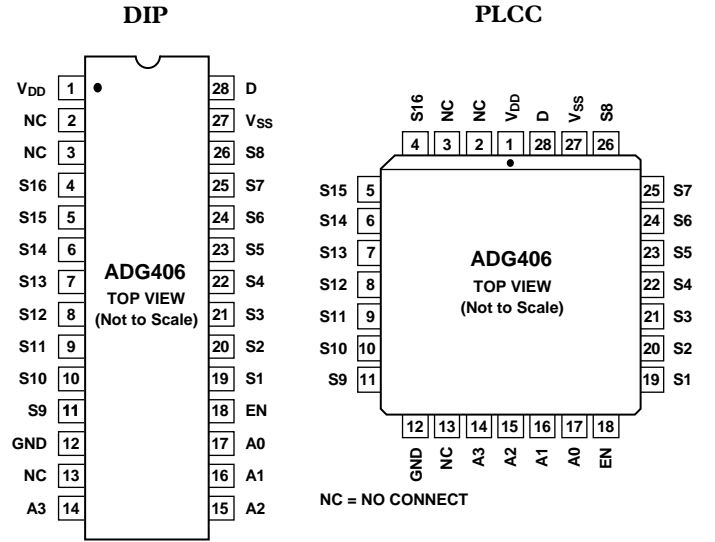 DIP
VDD 1 28 D
NC 2 27 VSS
NC 3 26 S8
S16 4 25 S7
S15 5 24 S6
S14 6 23 S5
S13 7 22 S4
S12 8 21 S3
S11 9 20 S2
S10 10 19 S1
S9 11 18 EN
GND 12 17 A0
NC 13 16 A1
A3 14 15 A2
ADG406
TOP VIEW
(Not to Scale)
PLCC
S16 NC NC VDD D VSS S8
4 3 2 1 28 27 26
S15 5 25 S7
S14 6 24 S6
S13 7 23 S5
S12 8 22 S4
S11 9 21 S3
S10 10 20 S2
S9 11 19 S1
ADG406
TOP VIEW
(Not to Scale)
12 13 14 15 16 17 18
GND NC A3 A2 A1 A0 EN
NC = NO CONNECT